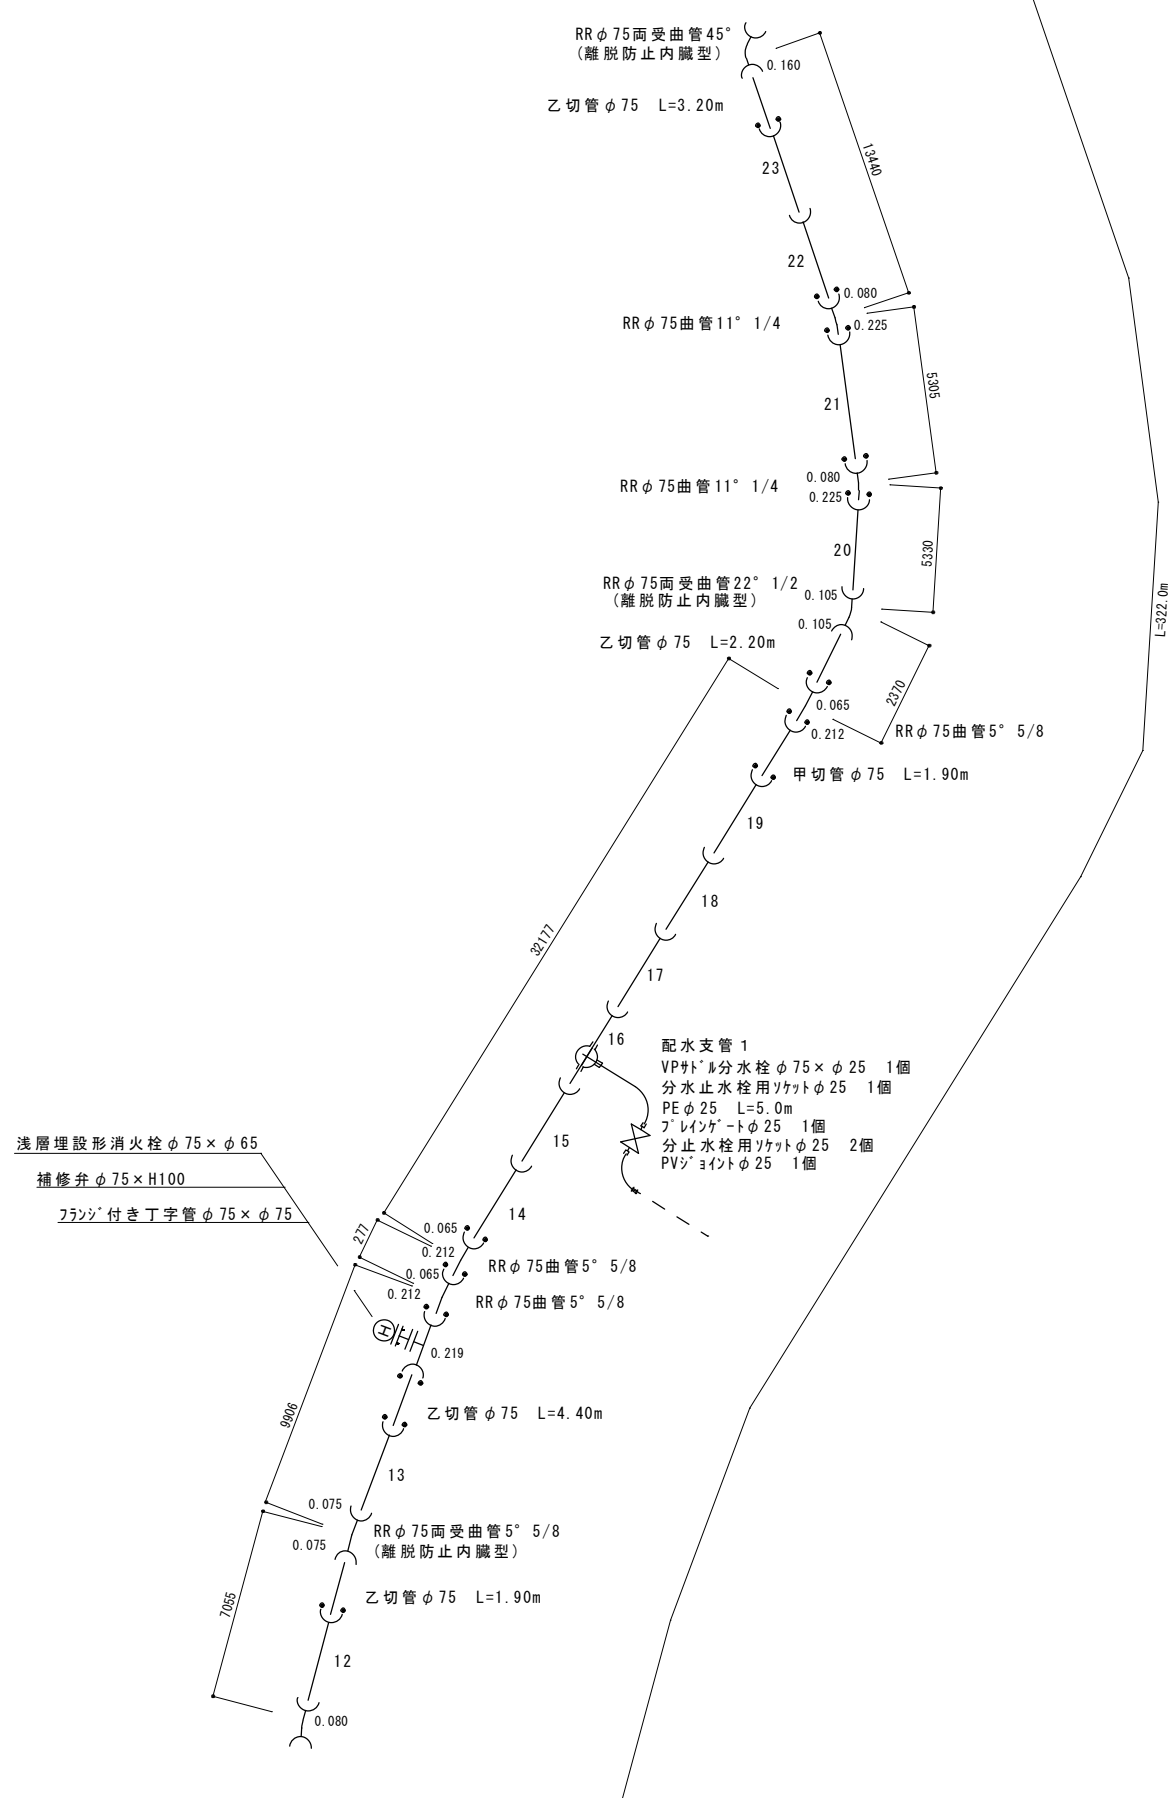 RRφ75両受曲管45°
(離脱防止内臓型)
0.160
乙切管φ75 L=3.20m
13440
23
22
0.080
RRφ75曲管11° 1/4
0.225
5305
21
0.080
RRφ75曲管11° 1/4
0.225
20
5330
RRφ75両受曲管22° 1/2
(離脱防止内臓型)
0.105
0.105
L=322.0m
乙切管φ75 L=2.20m
2370
0.065
0.212
RRφ75曲管5° 5/8
甲切管φ75 L=1.90m
19
18
32177
17
16
配水支管1
VPｻﾄﾞﾙ分水栓φ75×φ25 1個
分水止水栓用ｿｹｯﾄφ25 1個
PEφ25 L=5.0m
ﾌﾟﾚｲﾝｹﾞｰﾄφ25 1個
分止水栓用ｿｹｯﾄφ25 2個
PVｼﾞｮｲﾝﾄφ25 1個
15
浅層埋設形消火栓φ75×φ65
補修弁φ75×H100
ﾌﾗﾝｼﾞ付き丁字管φ75×φ75
14
277
0.065
0.212
RRφ75曲管5° 5/8
0.065
0.212
RRφ75曲管5° 5/8
H
0.219
9906
乙切管φ75 L=4.40m
13
0.075
RRφ75両受曲管5° 5/8
(離脱防止内臓型)
0.075
乙切管φ75 L=1.90m
7055
12
0.080